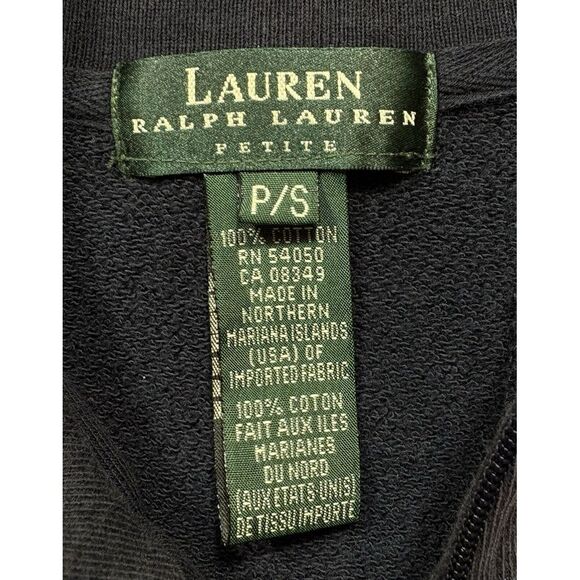 LAUREN
RALPH LAUREN
PETITE
P/S
100% COTTON
RN 54050
CA 08349
MADE IN
NORTHERN
MARIANA ISLANDS
(USA) OF
IMPORTED FABRIC
100% COTON
FAIT AUX ILES
MARIANES
DU NORD
(AUX ETATS-UNIS)
DE TISSU IMPORTE